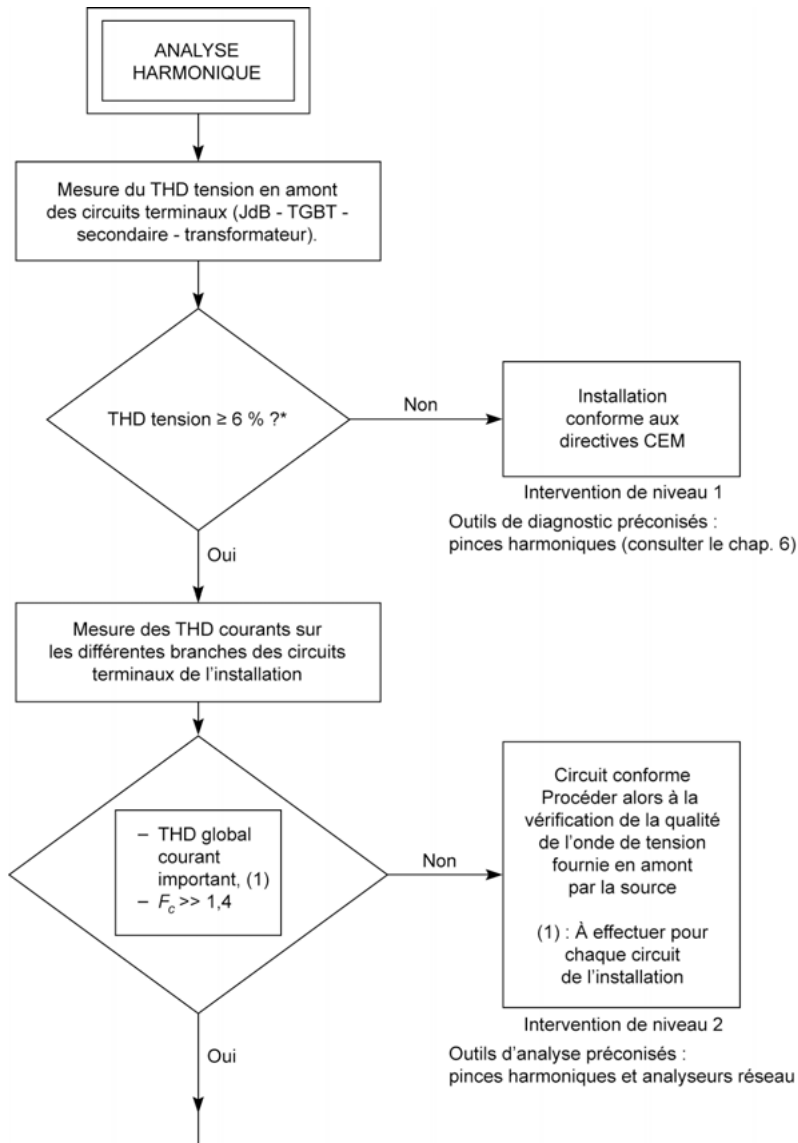 ANALYSE
HARMONIQUE
Mesure du THD tension en amont
des circuits terminaux (JdB - TGBT -
secondaire - transformateur).
THD tension ≥ 6 % ?*
Non
Installation
conforme aux
directives CEM
Intervention de niveau 1
Outils de diagnostic préconisés :
pinces harmoniques (consulter le chap. 6)
Oui
Mesure des THD courants sur
les différentes branches des circuits
terminaux de l'installation
– THD global
courant
important, (1)
– Fc >> 1,4
Non
Circuit conforme
Procéder alors à la
vérification de la qualité
de l'onde de tension
fournie en amont
par la source
(1) : À effectuer pour
chaque circuit
de l'installation
Intervention de niveau 2
Outils d'analyse préconisés :
pinces harmoniques et analyseurs réseau
Oui